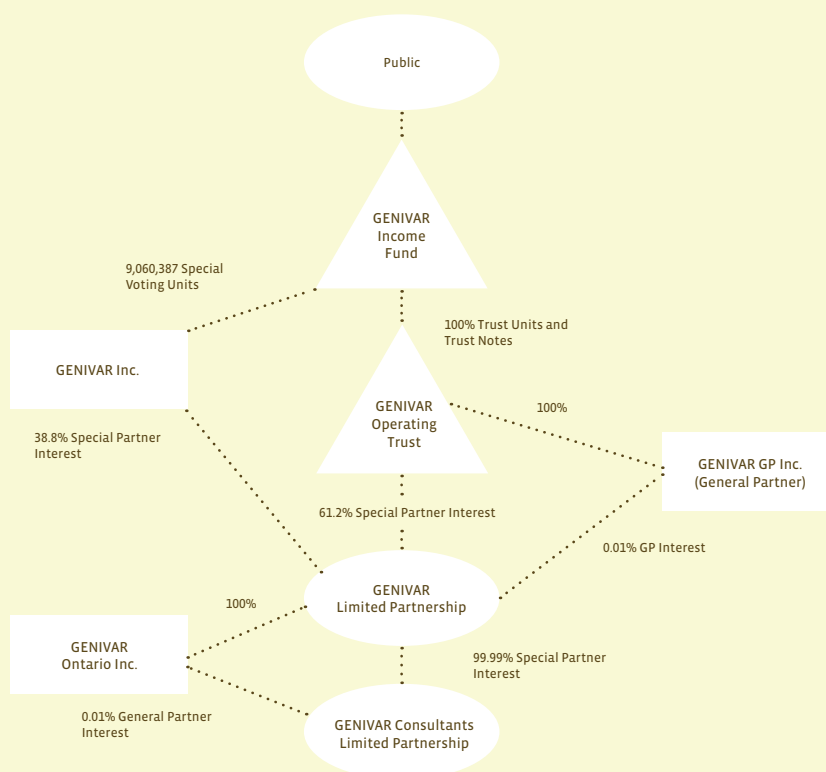 Public
GENIVAR
Income
Fund
9,060,387 Special
Voting Units
100% Trust Units and
Trust Notes
GENIVAR Inc.
GENIVAR
Operating
Trust
100%
38.8% Special Partner
Interest
GENIVAR GP Inc.
(General Partner)
61.2% Special Partner Interest
0.01% GP Interest
GENIVAR
Limited Partnership
100%
GENIVAR
Ontario Inc.
99.99% Special Partner
Interest
0.01% General Partner
Interest
GENIVAR Consultants
Limited Partnership